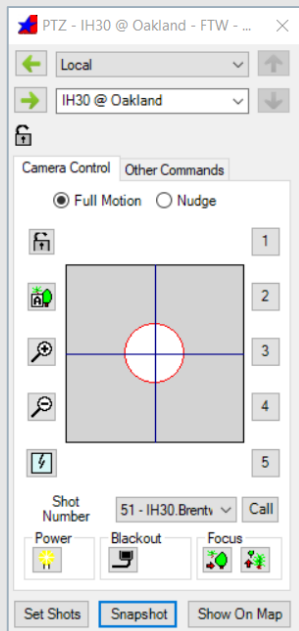 PTZ - IH30 @ Oakland - FTW - ...
Local
IH30 @ Oakland
Camera Control Other Commands
Full Motion Nudge
1
A
2
3
4
5
Shot Number 51 - IH30.Brentw Call
Power Blackout Focus
Set Shots Snapshot Show On Map